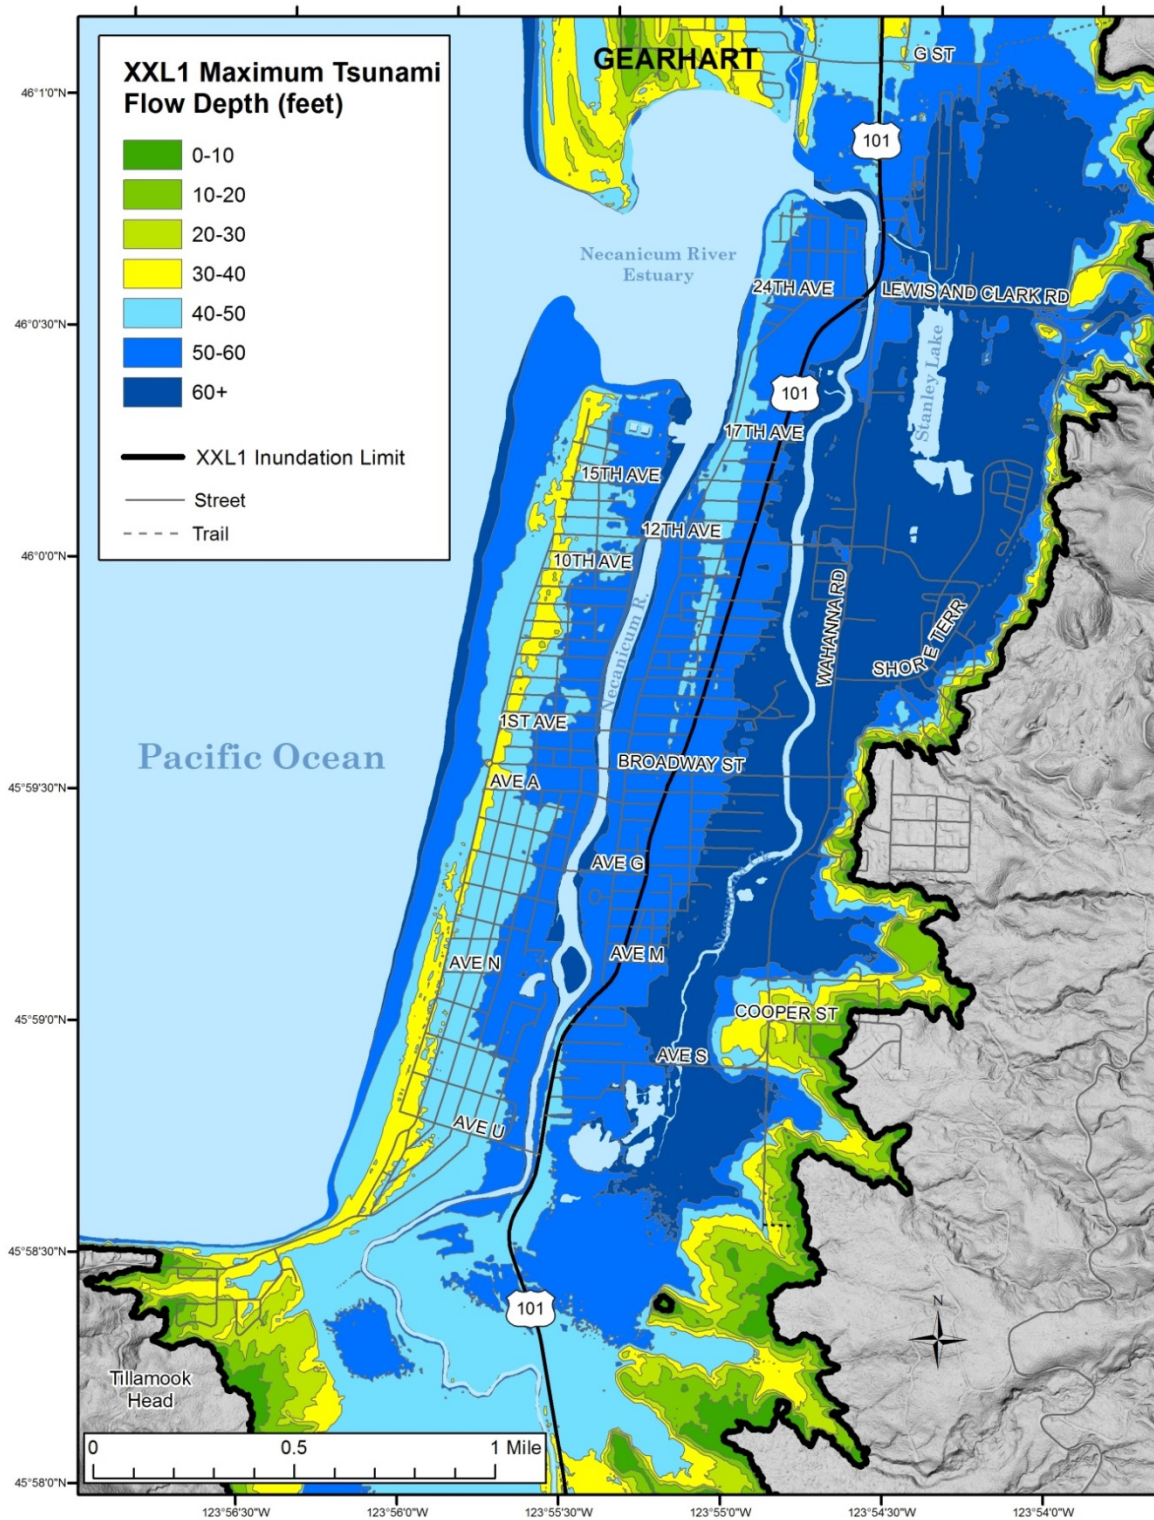 GEARHART
G ST
XXL1 Maximum Tsunami
Flow Depth (feet)
0-10
10-20
20-30
30-40
40-50
50-60
60+
XXL1 Inundation Limit
Street
Trail
46°1'0"N
46°0'30"N
46°0'0"N
45°59'30"N
45°59'0"N
45°58'30"N
45°58'0"N
101
Necanicum River
Estuary
24TH AVE
LEWIS AND CLARK RD
Stanley Lake
101
17TH AVE
15TH AVE
12TH AVE
10TH AVE
Necanicum R.
WAHANNA RD
SHORE TERR
1ST AVE
Pacific Ocean
BROADWAY ST
AVE A
AVE G
AVE N
AVE M
COOPER ST
AVE S
AVE U
101
N
Tillamook
Head
0 0.5 1 Mile
123°56'30"W
123°56'0"W
123°55'30"W
123°55'0"W
123°54'30"W
123°54'0"W